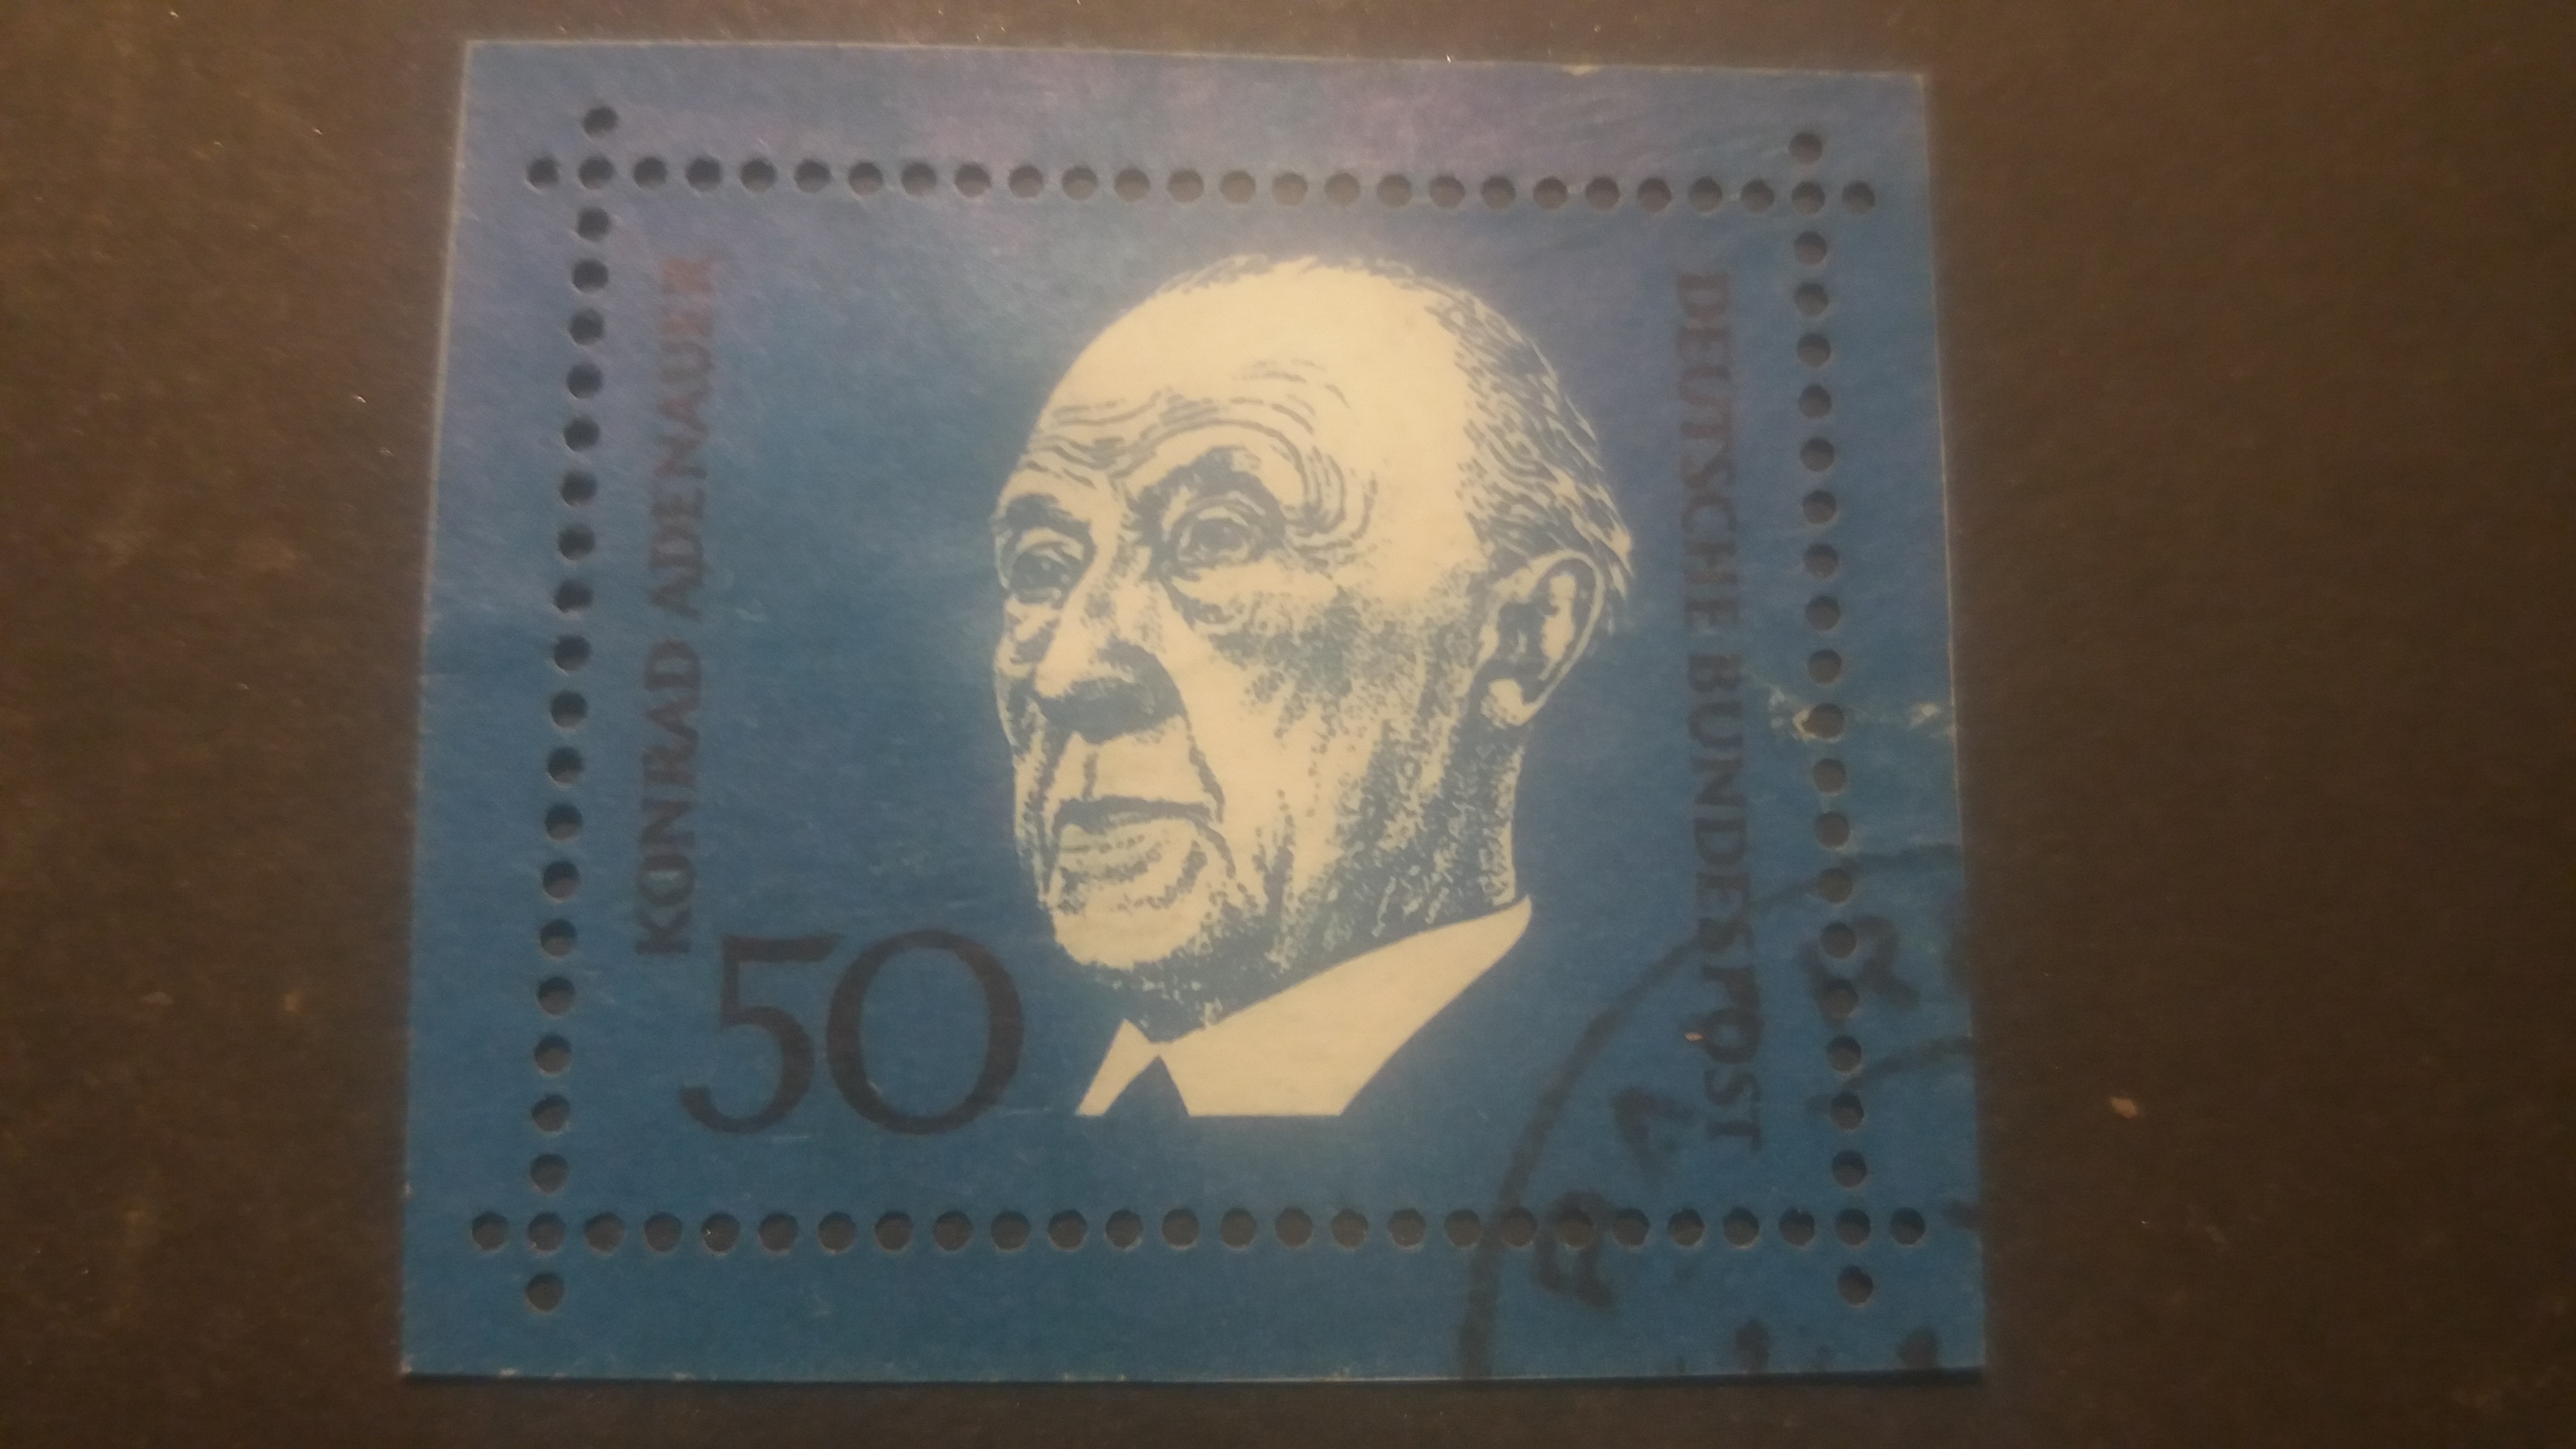 KONRAD ADENAUER
50
DEUTSCHE BUNDESPOST